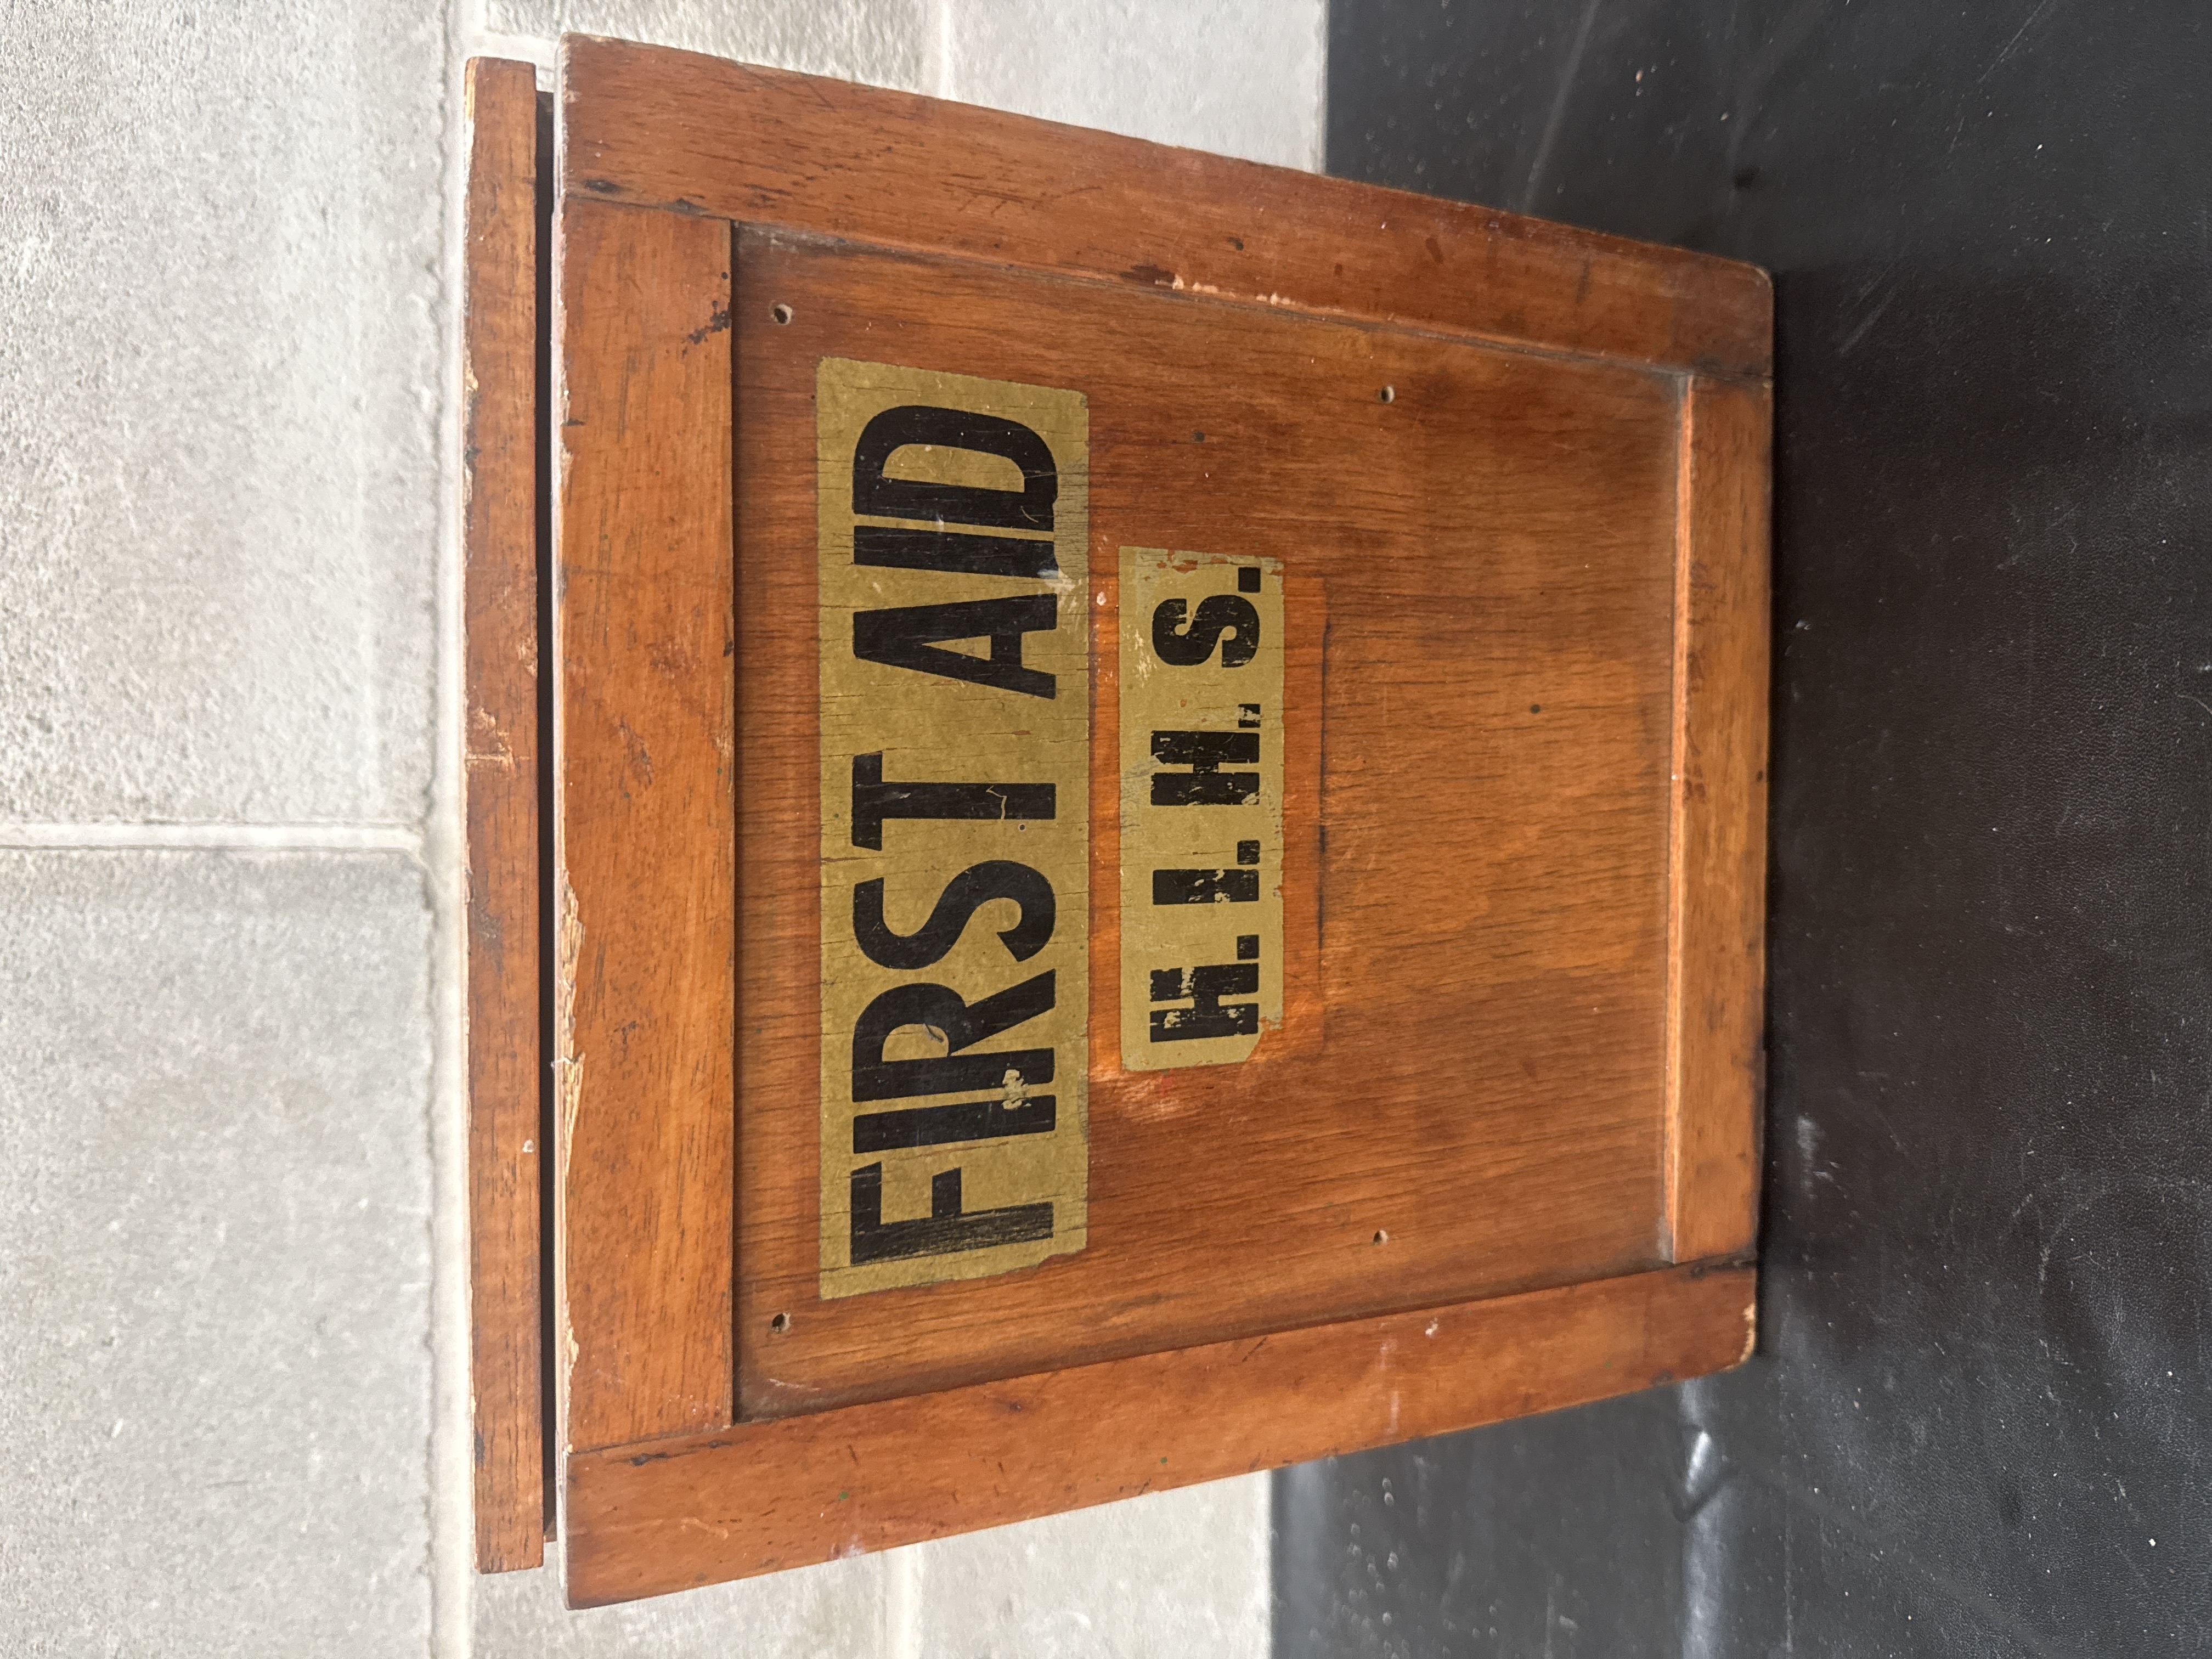 FIRST AID
H. I. H. S.